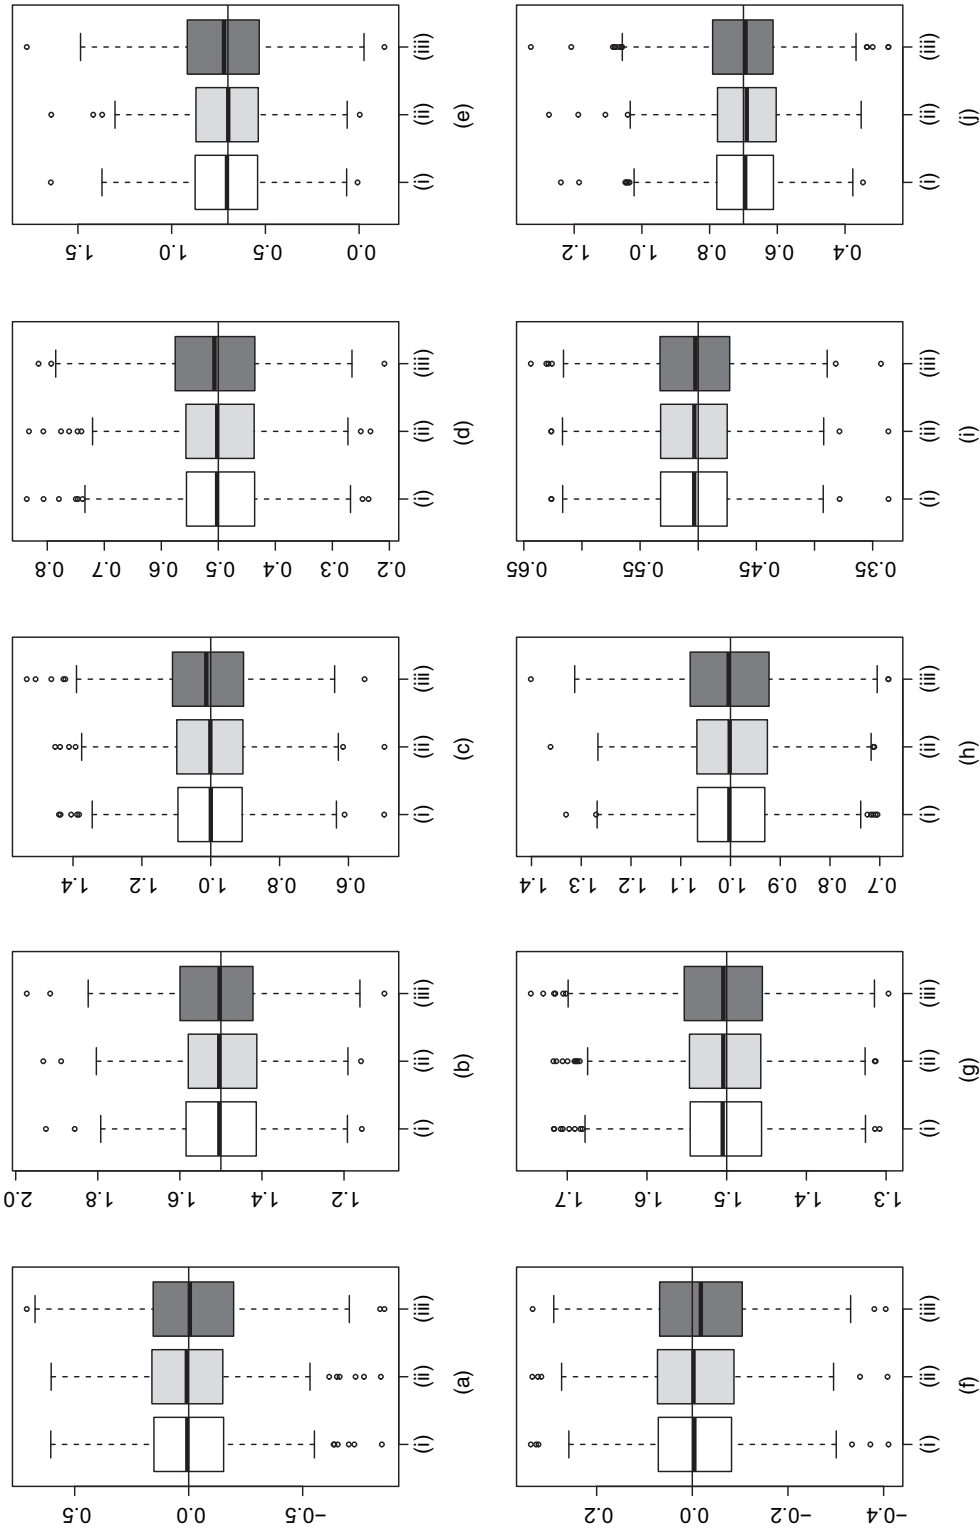 0.5 0.0 −0.5
(i) (ii) (iii)
(a)
2.0 1.8 1.6 1.4 1.2
(i) (ii) (iii)
(b)
1.4 1.2 1.0 0.8 0.6
(i) (ii) (iii)
(c)
0.8 0.7 0.6 0.5 0.4 0.3 0.2
(i) (ii) (iii)
(d)
1.5 1.0 0.5 0.0
(i) (ii) (iii)
(e)
0.2 0.0 −0.2 −0.4
(i) (ii) (iii)
(f)
1.7 1.6 1.5 1.4 1.3
(i) (ii) (iii)
(g)
1.4 1.3 1.2 1.1 1.0 0.9 0.8 0.7
(i) (ii) (iii)
(h)
0.65 0.55 0.45 0.35
(i) (ii) (iii)
(i)
1.2 1.0 0.8 0.6 0.4
(i) (ii) (iii)
(j)